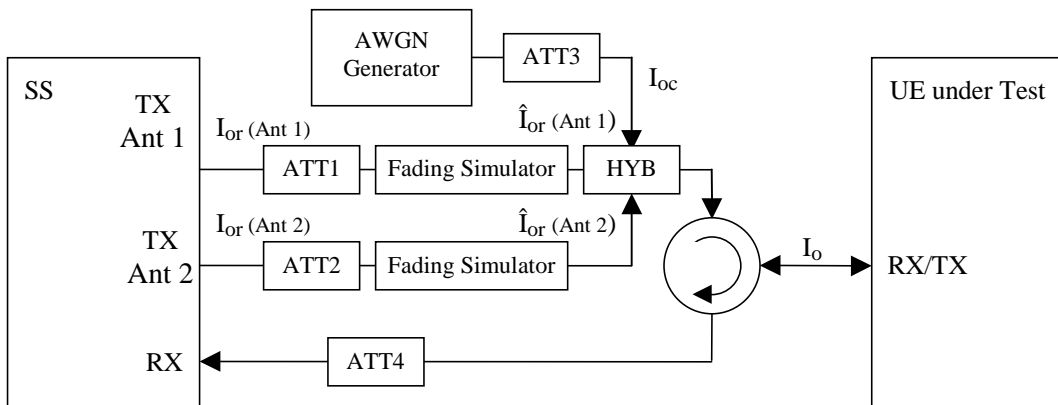 AWGN
Generator
ATT3
I_oc
SS
TX
Ant 1
I_or (Ant 1)
Î_or (Ant 1)
ATT1
Fading Simulator
HYB
TX
Ant 2
I_or (Ant 2)
Î_or (Ant 2)
ATT2
Fading Simulator
I_o
RX
ATT4
UE under Test
RX/TX